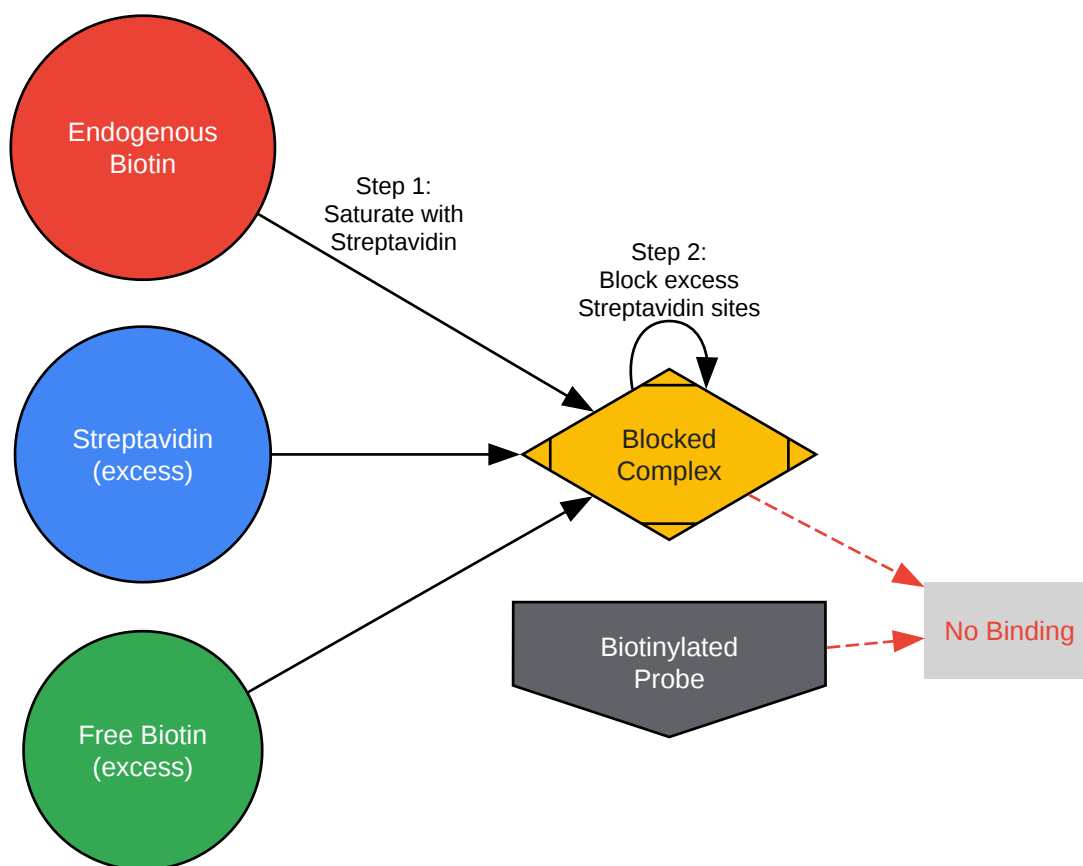 Endogenous
Biotin
Step 1:
Saturate with
Streptavidin
Step 2:
Block excess
Streptavidin sites
Streptavidin
(excess)
Blocked
Complex
Biotinylated
Probe
No Binding
Free Biotin
(excess)